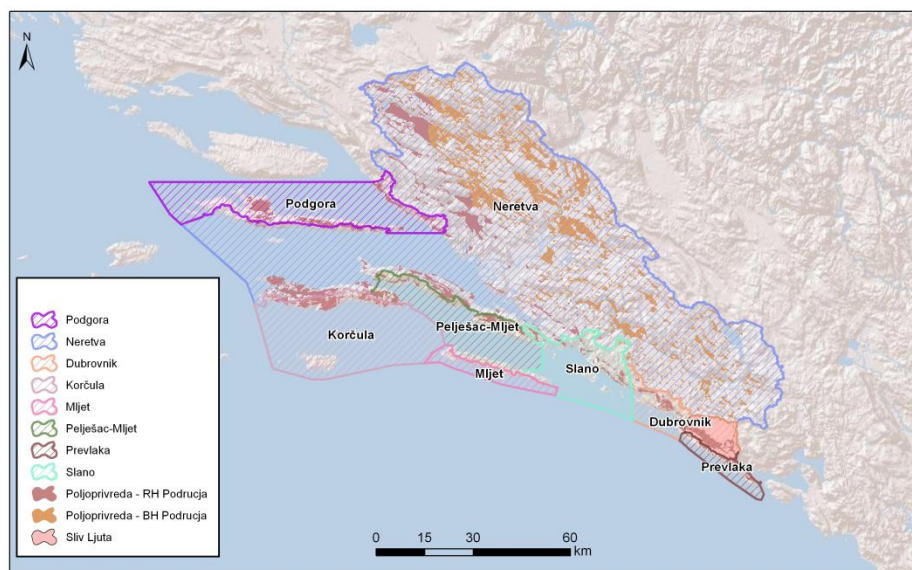 N
Podgora
Neretva
Pelješac-Mljet
Korčula
Slano
Mljet
Dubrovnik
Prevlaka
Podgora
Neretva
Dubrovnik
Korčula
Mljet
Pelješac-Mljet
Prevlaka
Slano
Poljoprivreda - RH Podrucja
Poljoprivreda - BH Podrucja
Sliv Ljuta
0 15 30 60
km